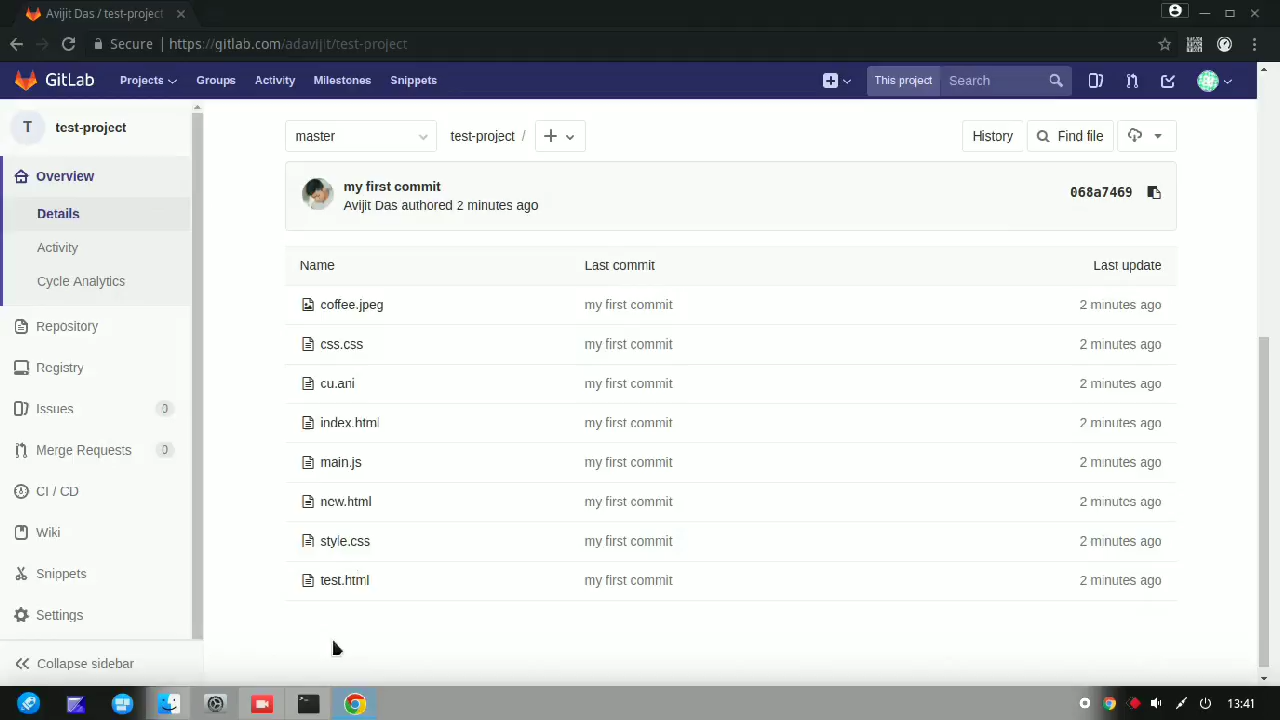 Avijit Das / test-project
Secure | https://gitlab.com/adavijit/test-project
GitLab Projects Groups Activity Milestones Snippets This project Search
T test-project
Overview
Details
Activity
Cycle Analytics
Repository
Registry
Issues 0
Merge Requests 0
CI / CD
Wiki
Snippets
Settings
Collapse sidebar
master test-project / History Find file
my first commit
Avijit Das authored 2 minutes ago
068a7469
Name Last commit Last update
coffee.jpeg my first commit 2 minutes ago
css.css my first commit 2 minutes ago
cu.ani my first commit 2 minutes ago
index.html my first commit 2 minutes ago
main.js my first commit 2 minutes ago
new.html my first commit 2 minutes ago
style.css my first commit 2 minutes ago
test.html my first commit 2 minutes ago
13:41